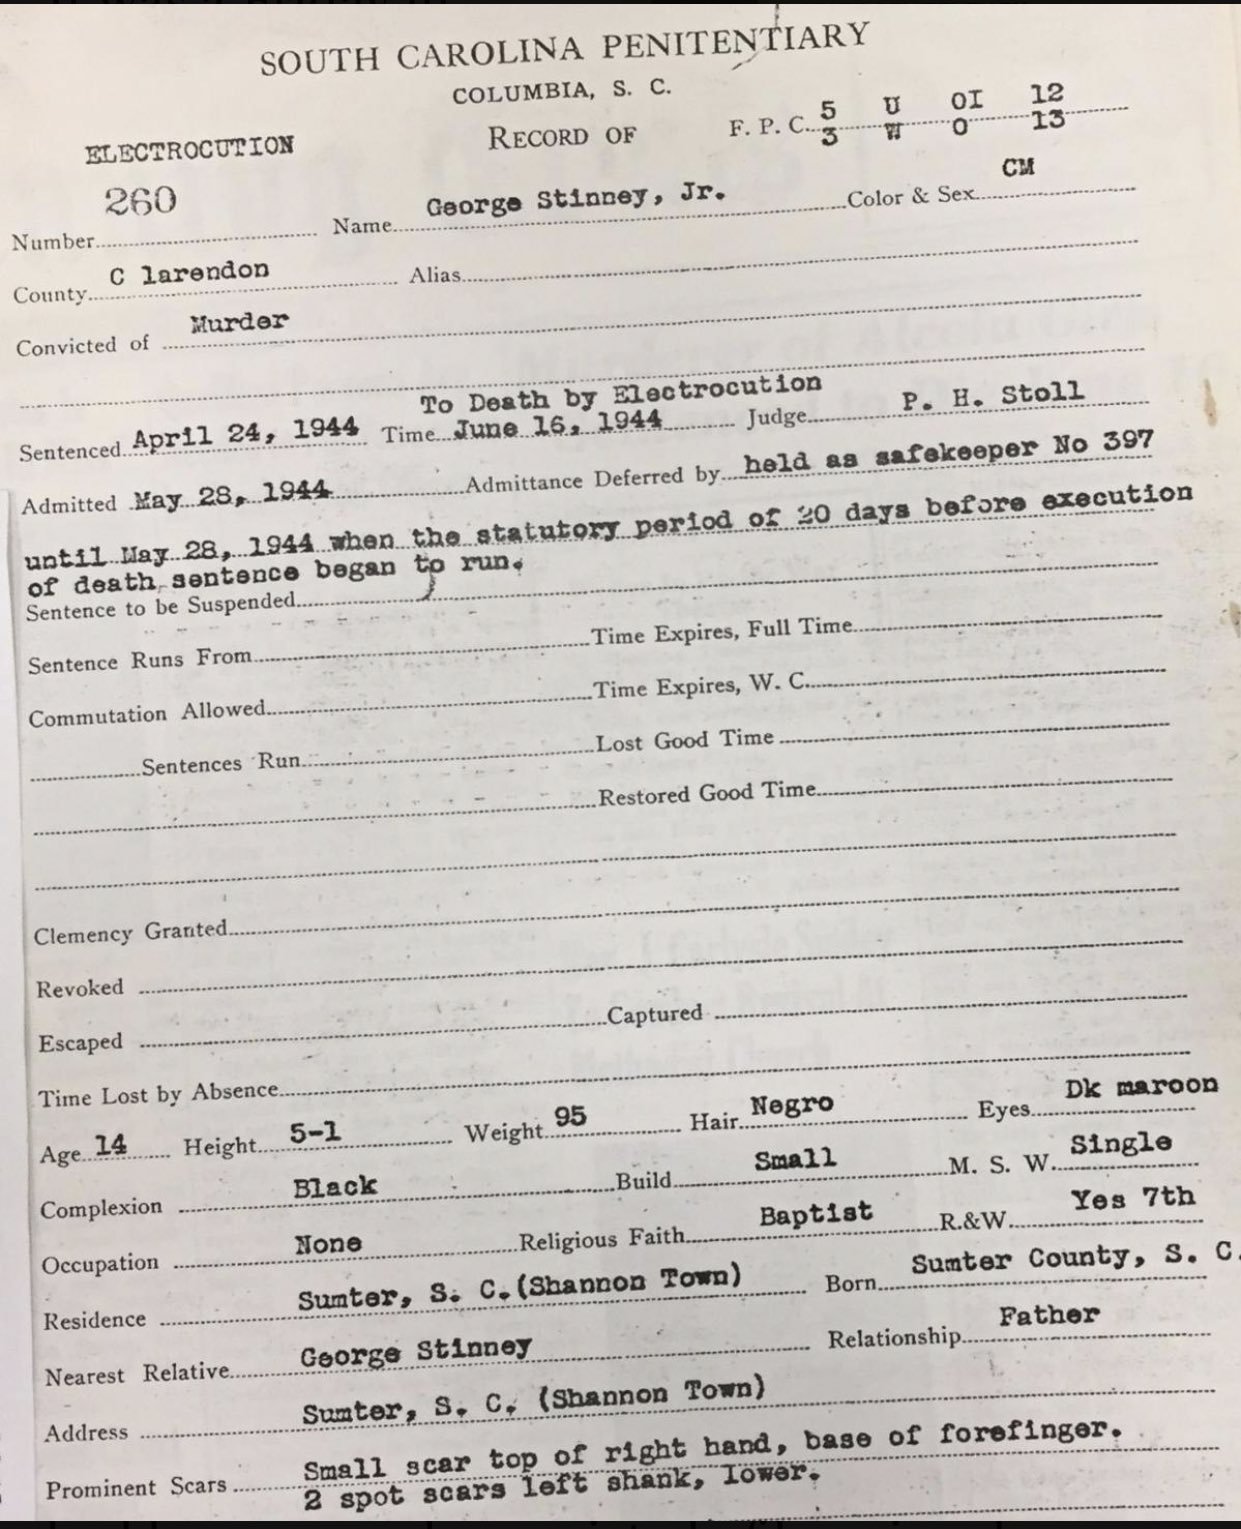 SOUTH CAROLINA PENITENTIARY
COLUMBIA, S. C.
ELECTROCUTION RECORD OF F. P. C. 5 U OI 12
3 W O 13
Number 260 Name George Stinney, Jr. Color & Sex CM
County C larendon Alias
Convicted of Murder
To Death by Electrocution
Sentenced April 24, 1944 Time June 16, 1944 Judge P. H. Stoll
Admitted May 28, 1944 Admittance Deferred by held as safekeeper No 397
until May 28, 1944 when the statutory period of 20 days before execution
of death sentence began to run.
Sentence to be Suspended
Sentence Runs From Time Expires, Full Time
Commutation Allowed Time Expires, W. C.
Sentences Run Lost Good Time
Restored Good Time
Clemency Granted
Revoked
Escaped Captured
Time Lost by Absence
Age 14 Height 5-1 Weight 95 Hair Negro Eyes Dk maroon
Complexion Black Build Small M. S. W. Single
Occupation None Religious Faith Baptist R.&W. Yes 7th
Residence Sumter, S. C. (Shannon Town) Born Sumter County, S. C.
Nearest Relative George Stinney Relationship Father
Address Sumter, S. C. (Shannon Town)
Prominent Scars Small scar top of right hand, base of forefinger.
2 spot scars left shank, lower.